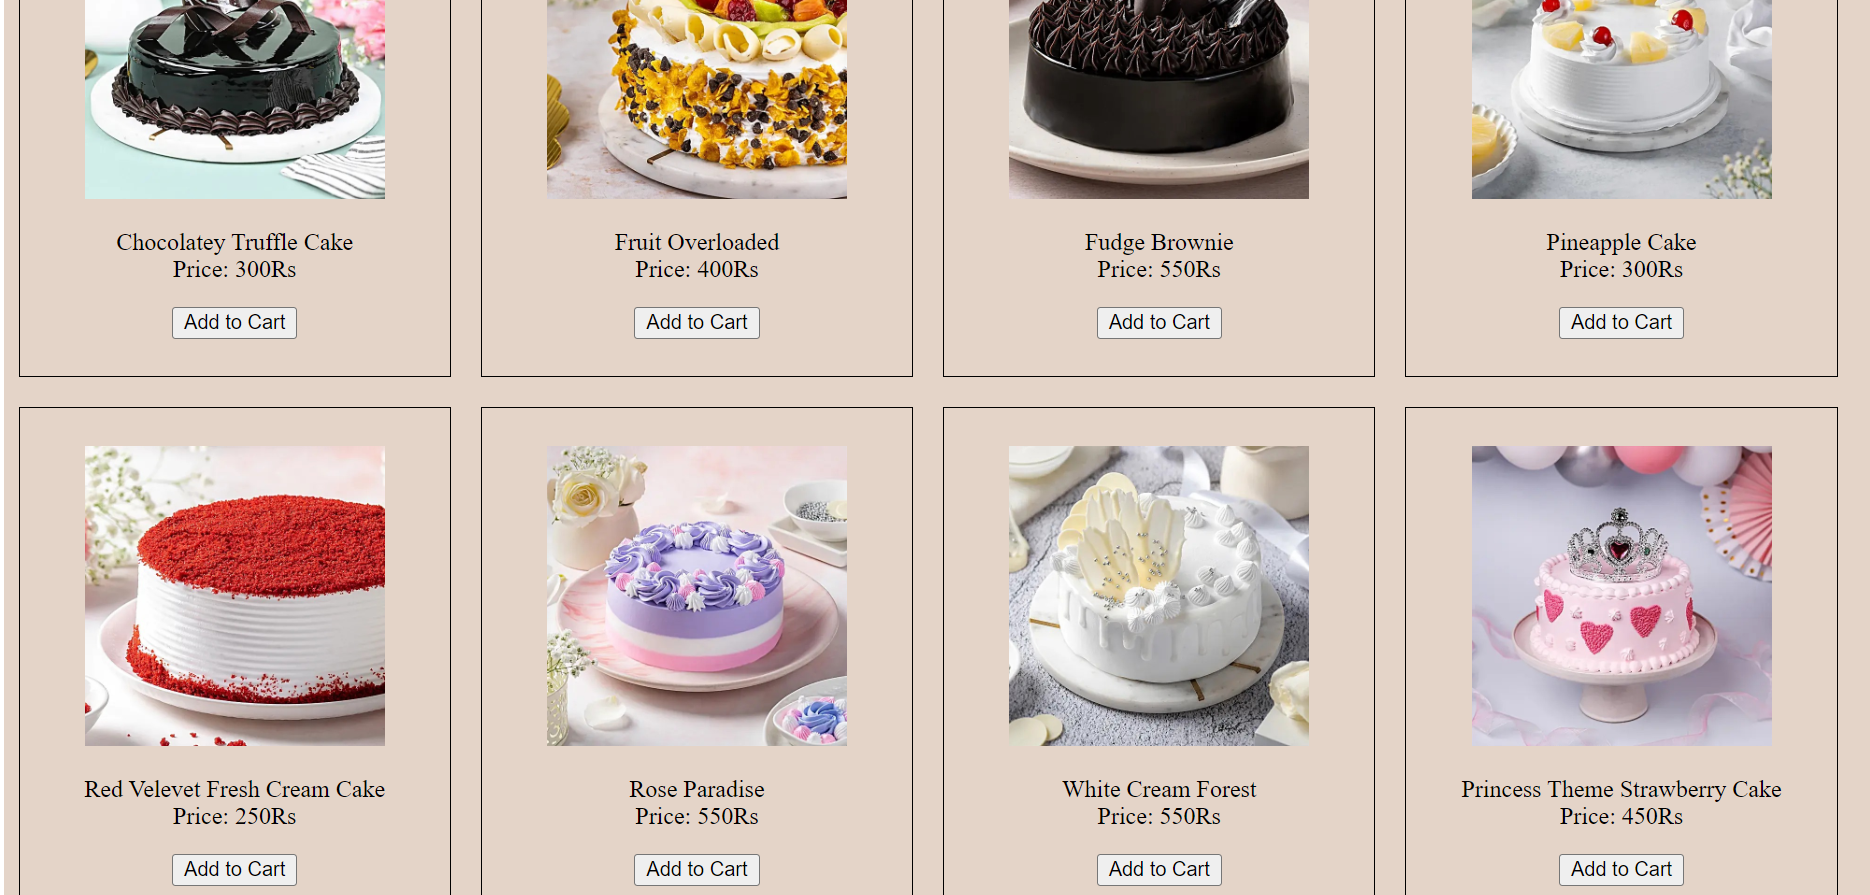 Chocolatey Truffle Cake
Price: 300Rs
Add to Cart
Fruit Overloaded
Price: 400Rs
Add to Cart
Fudge Brownie
Price: 550Rs
Add to Cart
Pineapple Cake
Price: 300Rs
Add to Cart
Red Velevet Fresh Cream Cake
Price: 250Rs
Add to Cart
Rose Paradise
Price: 550Rs
Add to Cart
White Cream Forest
Price: 550Rs
Add to Cart
Princess Theme Strawberry Cake
Price: 450Rs
Add to Cart